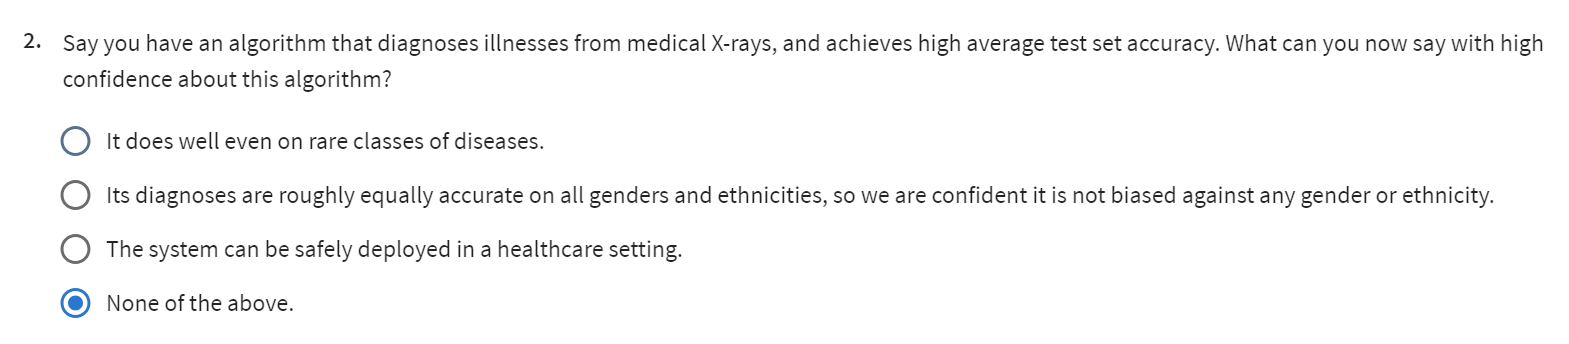 2. Say you have an algorithm that diagnoses illnesses from medical X-rays, and achieves high average test set accuracy. What can you now say with high
confidence about this algorithm?
It does well even on rare classes of diseases.
Its diagnoses are roughly equally accurate on all genders and ethnicities, so we are confident it is not biased against any gender or ethnicity.
The system can be safely deployed in a healthcare setting.
None of the above.